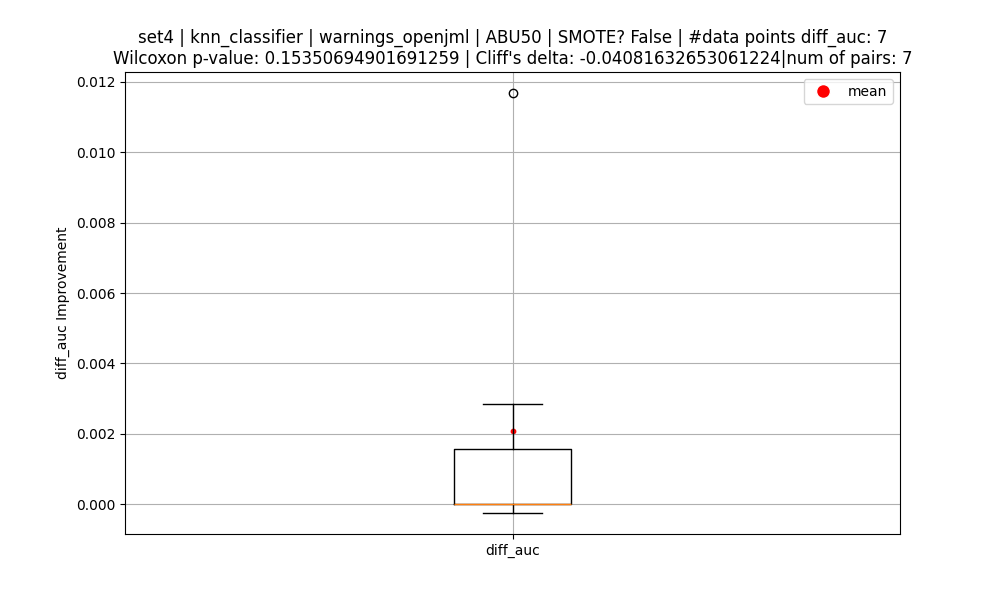 set4 | knn_classifier | warnings_openjml | ABU50 | SMOTE? False | #data points diff_auc: 7
Wilcoxon p-value: 0.15350694901691259 | Cliff's delta: -0.04081632653061224|num of pairs: 7
mean
0.012
0.010
0.008
0.006
0.004
0.002
0.000
diff_auc Improvement
diff_auc